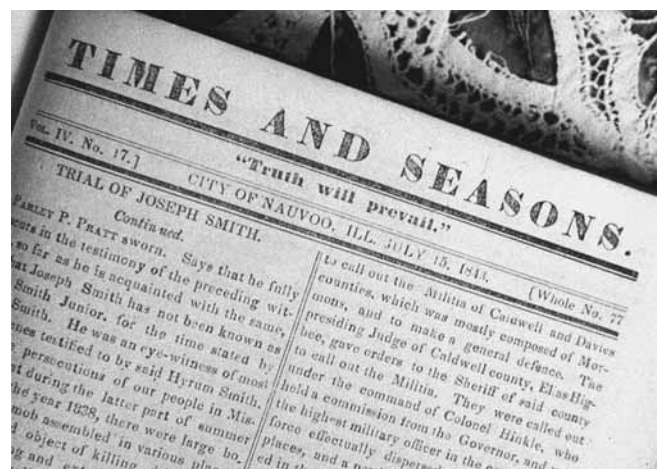 TIMES AND SEASONS.
"Truth will prevail."
Vol. IV. No. 17.] CITY OF NAUVOO, ILL. JULY 15, 1843. [Whole No. 77
TRIAL OF JOSEPH SMITH.
Continued.
PARLEY P. PRATT sworn. Says that he fully
in the testimony of the preceding wit-
so far as he is acquainted with the same,
Joseph Smith has not been known as
Smith Junior, for the time stated by
Smith. He was an eye-witness of most
testified to by said Hyrum Smith,
persecutions of our people in Mis-
during the latter part of summer
year 1838, there were large bo-
mob assembled in various
object of killing
to call out the Militia of Caldwell and Davies
counties, which was mostly composed of Mor-
mons, and to make a general defence. The
presiding Judge of Caldwell county, Elias Hig-
bee, gave orders to the Sheriff of said county
to call out the Militia. They were called out
under the command of Colonel Hinkle, who
held a commission from the Governor, and
the highest military officer in the
force effectually
places, and a
ed in the